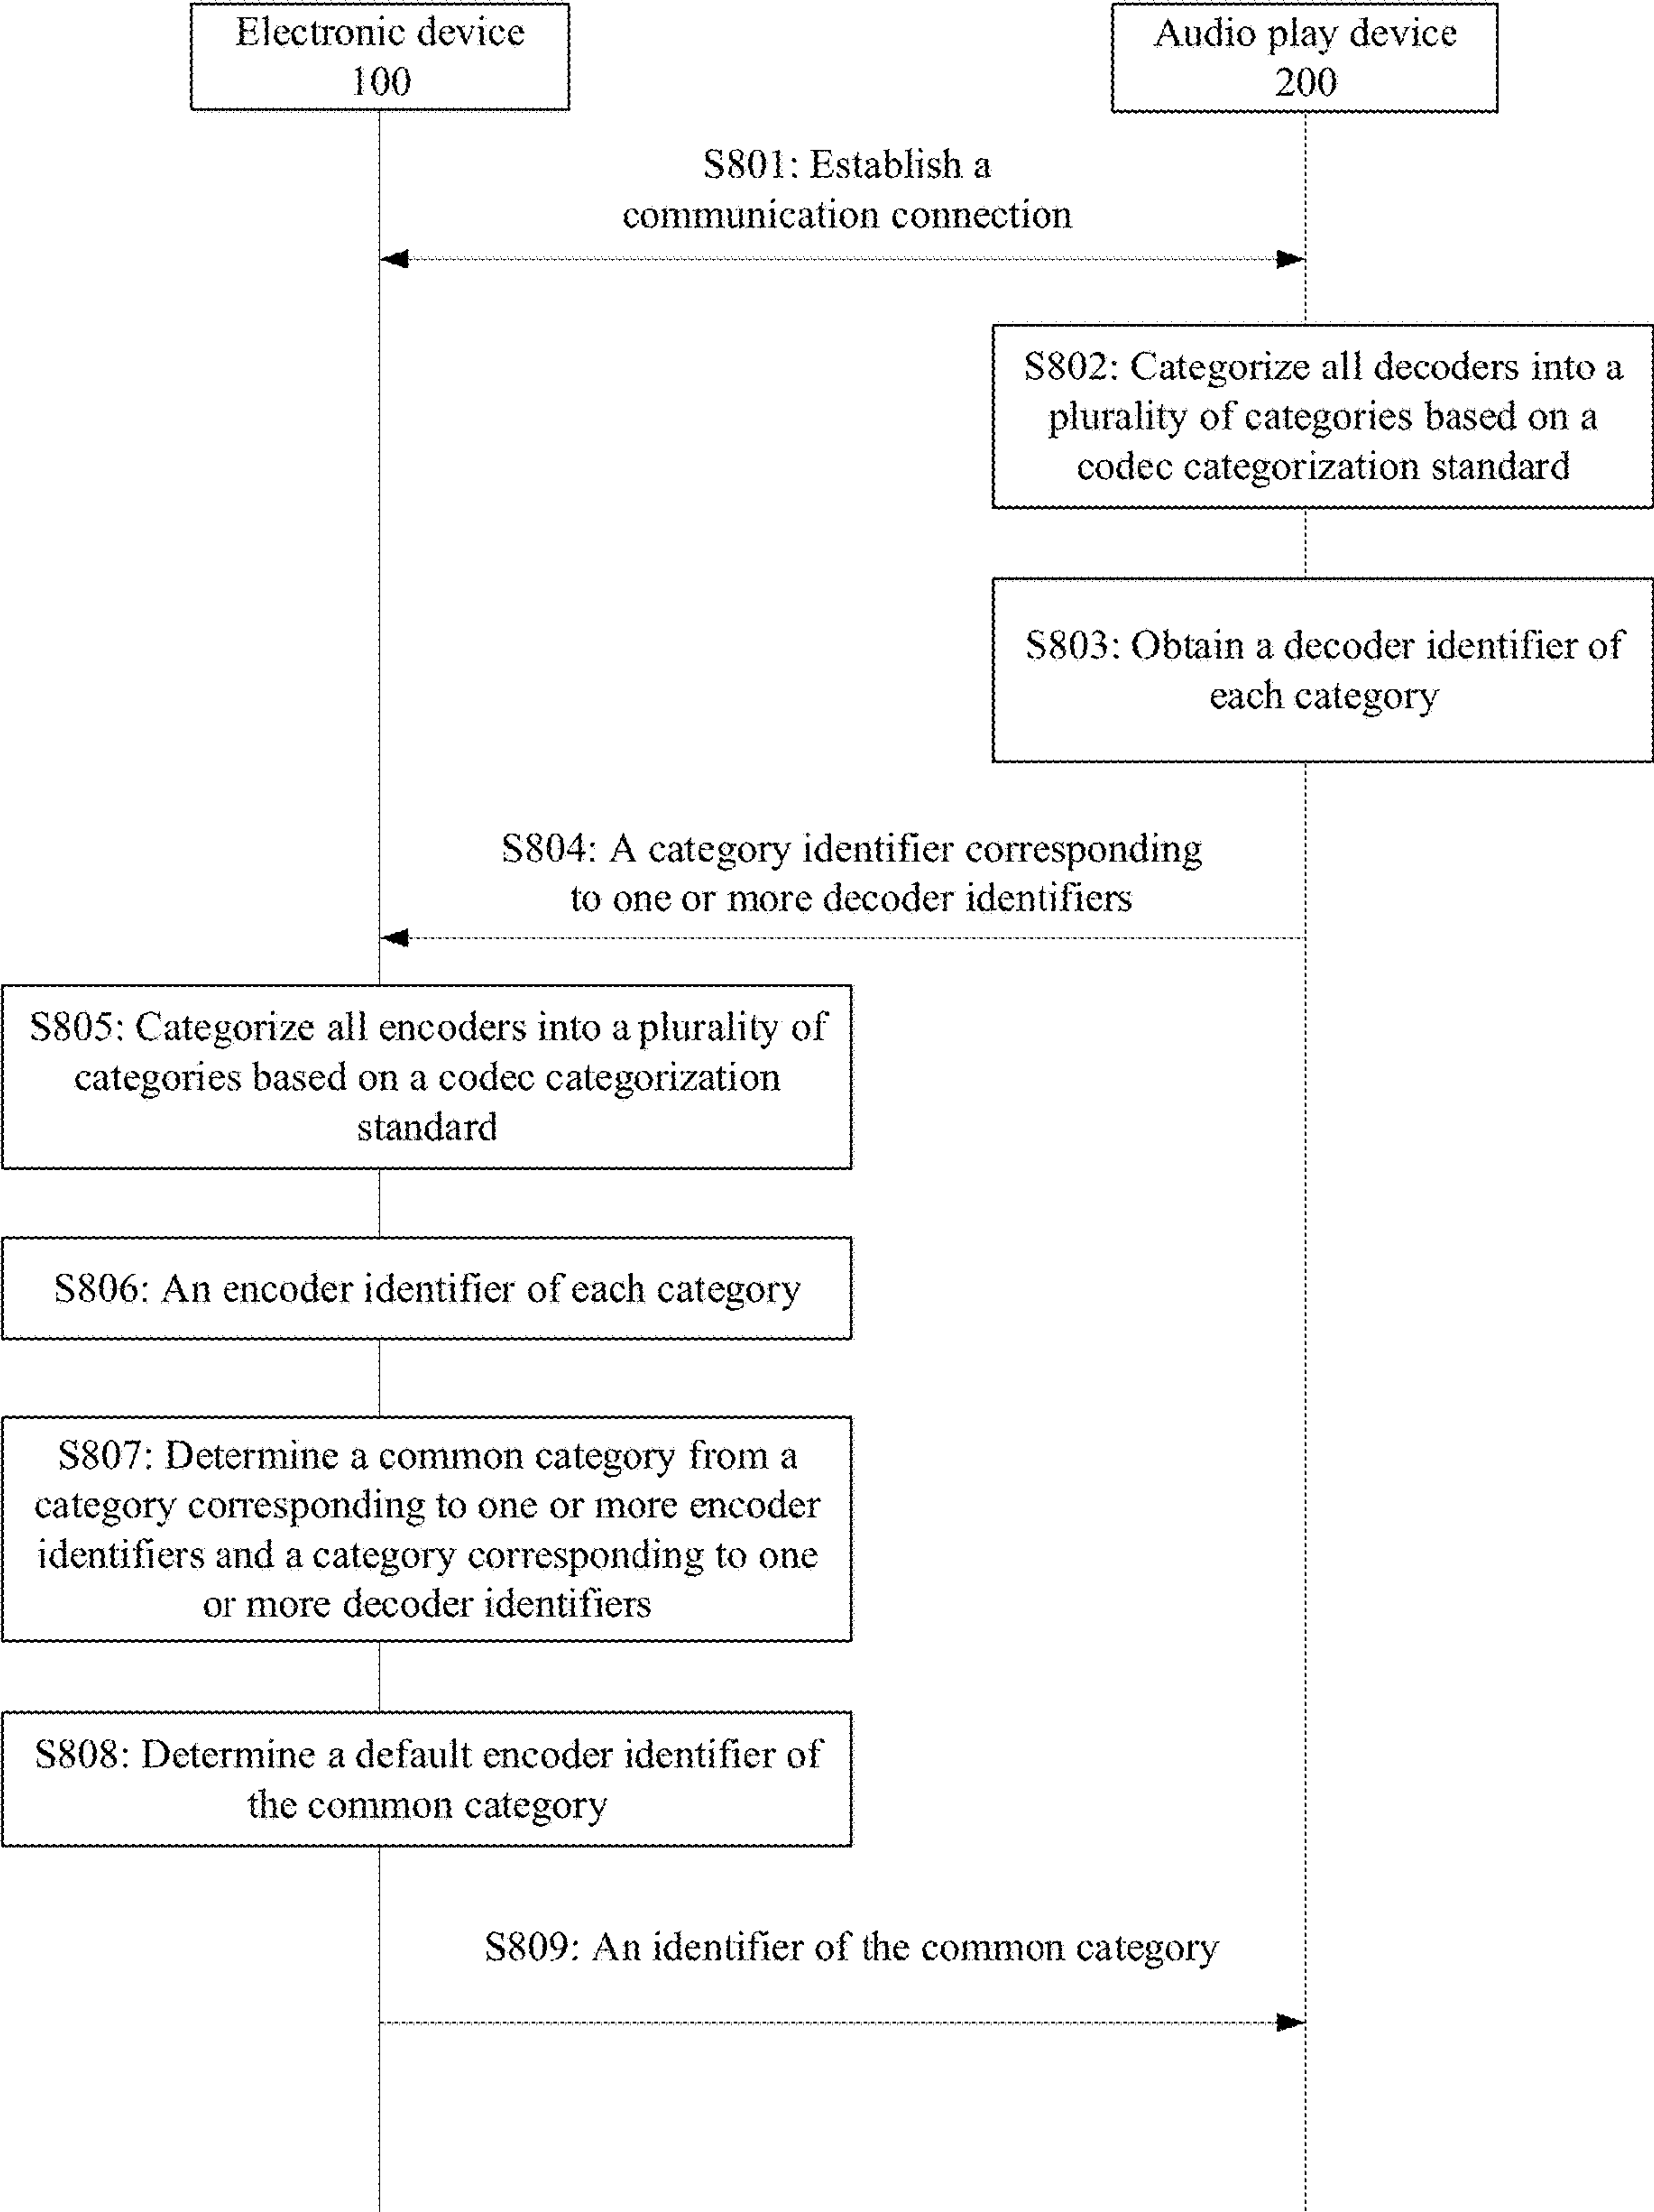 Electronic device
100
Audio play device
200
S801: Establish a
communication connection
S802: Categorize all decoders into a
plurality of categories based on a
codec categorization standard
S803: Obtain a decoder identifier of
each category
S804: A category identifier corresponding
to one or more decoder identifiers
S805: Categorize all encoders into a plurality of
categories based on a codec categorization
standard
S806: An encoder identifier of each category
S807: Determine a common category from a
category corresponding to one or more encoder
identifiers and a category corresponding to one
or more decoder identifiers
S808: Determine a default encoder identifier of
the common category
S809: An identifier of the common category